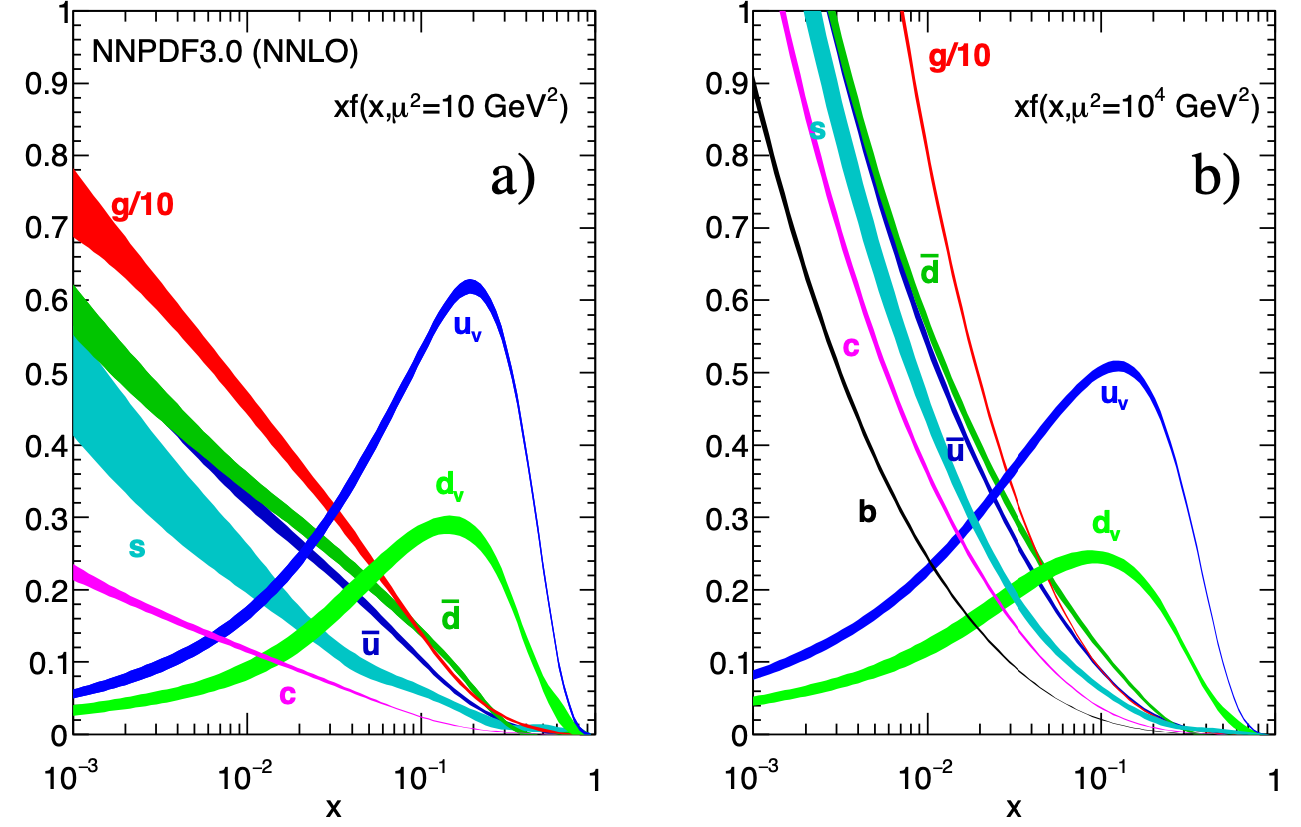 NNPDF3.0 (NNLO)
xf(x,μ²=10 GeV²)
a)
g/10
u_v
d_v
s
d̅
u̅
c
1
0.9
0.8
0.7
0.6
0.5
0.4
0.3
0.2
0.1
0
10⁻³
10⁻²
10⁻¹
1
x
g/10
xf(x,μ²=10⁴ GeV²)
s
b)
d̅
c
u_v
u̅
b
d_v
1
0.9
0.8
0.7
0.6
0.5
0.4
0.3
0.2
0.1
0
10⁻³
10⁻²
10⁻¹
1
x